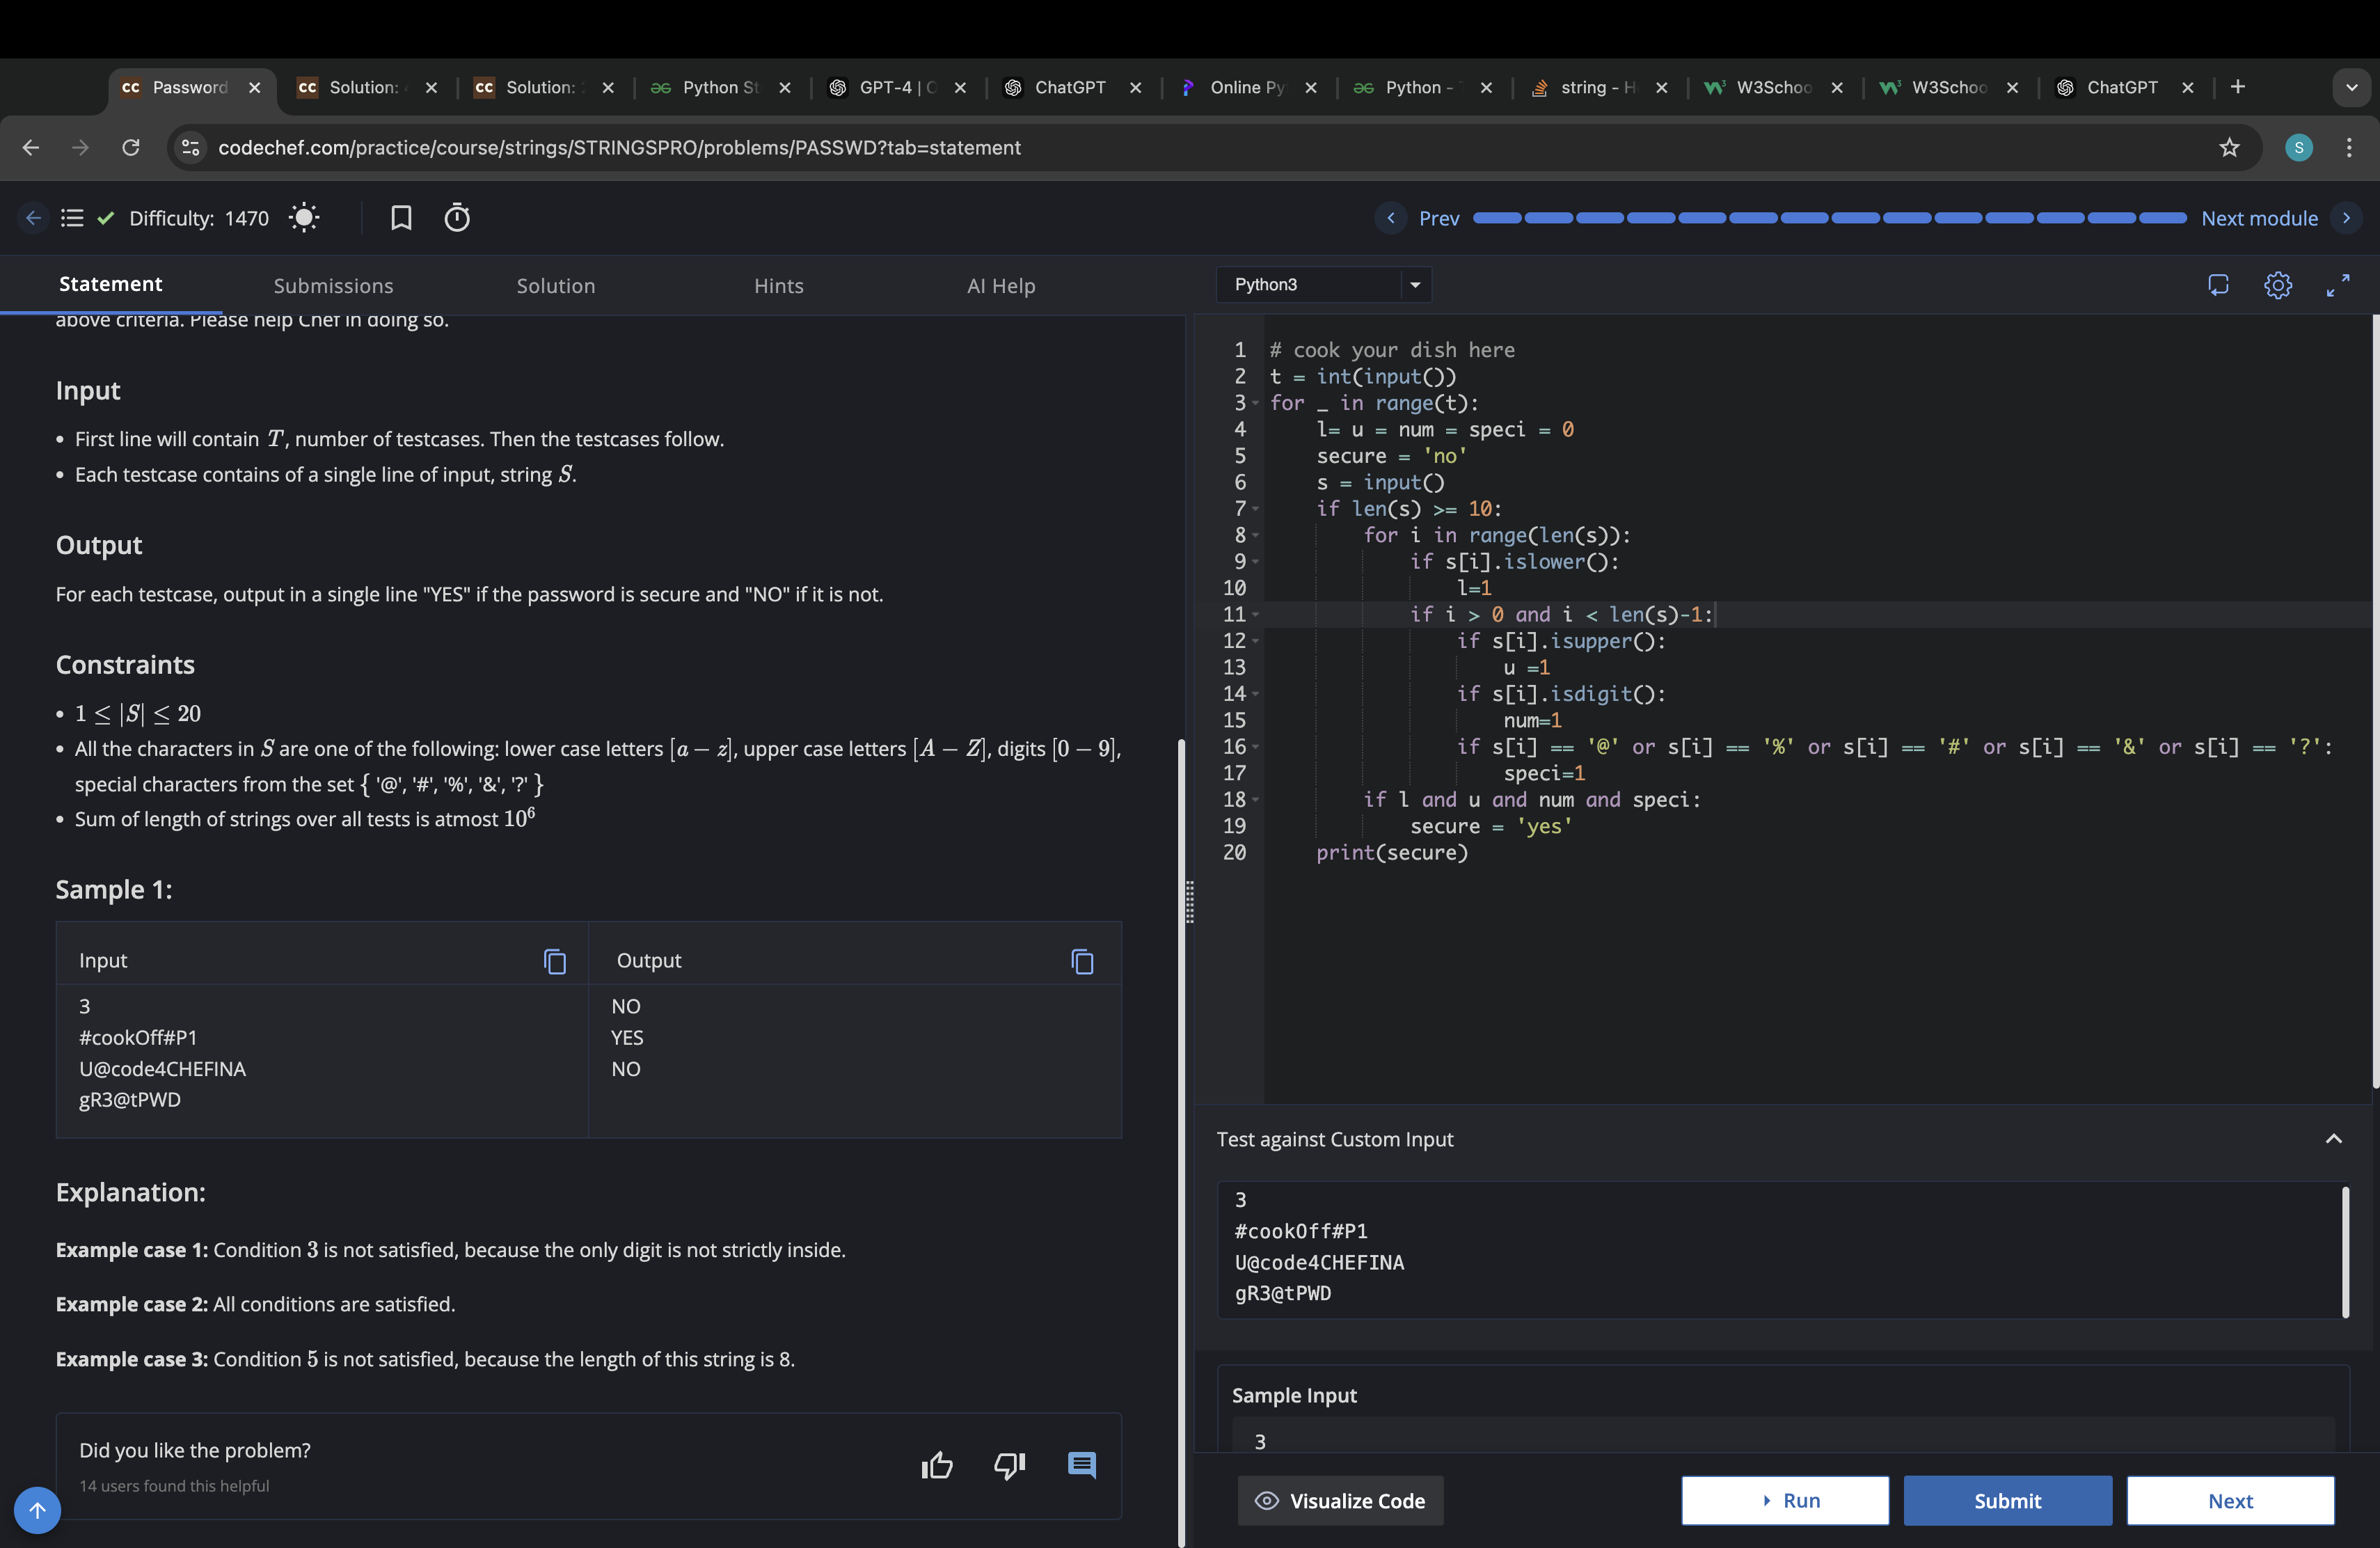 Password
Solution:
Solution:
Python St
GPT-4 | C
ChatGPT
Online Py
Python -
string - H
W3Schoo
W3Schoo
ChatGPT
codechef.com/practice/course/strings/STRINGSPRO/problems/PASSWD?tab=statement
S
Difficulty: 1470
Prev
Next module
Statement
Submissions
Solution
Hints
AI Help
above criteria. Please help Chef in doing so.
Input
• First line will contain T, number of testcases. Then the testcases follow.
• Each testcase contains of a single line of input, string S.
Output
For each testcase, output in a single line "YES" if the password is secure and "NO" if it is not.
Constraints
• 1 ≤ |S| ≤ 20
• All the characters in S are one of the following: lower case letters [a − z], upper case letters [A − Z], digits [0 − 9],
special characters from the set { '@', '#', '%', '&', '?' }
• Sum of length of strings over all tests is atmost 10^6
Sample 1:
Input
Output
3
#cookOff#P1
U@code4CHEFINA
gR3@tPWD
NO
YES
NO
Explanation:
Example case 1: Condition 3 is not satisfied, because the only digit is not strictly inside.
Example case 2: All conditions are satisfied.
Example case 3: Condition 5 is not satisfied, because the length of this string is 8.
Did you like the problem?
14 users found this helpful
Python3
1 # cook your dish here
2 t = int(input())
3 for _ in range(t):
4     l= u = num = speci = 0
5     secure = 'no'
6     s = input()
7     if len(s) >= 10:
8         for i in range(len(s)):
9             if s[i].islower():
10                 l=1
11             if i > 0 and i < len(s)-1:
12                 if s[i].isupper():
13                     u =1
14                 if s[i].isdigit():
15                     num=1
16                 if s[i] == '@' or s[i] == '%' or s[i] == '#' or s[i] == '&' or s[i] == '?':
17                     speci=1
18         if l and u and num and speci:
19             secure = 'yes'
20     print(secure)
Test against Custom Input
3
#cookOff#P1
U@code4CHEFINA
gR3@tPWD
Sample Input
3
Visualize Code
Run
Submit
Next